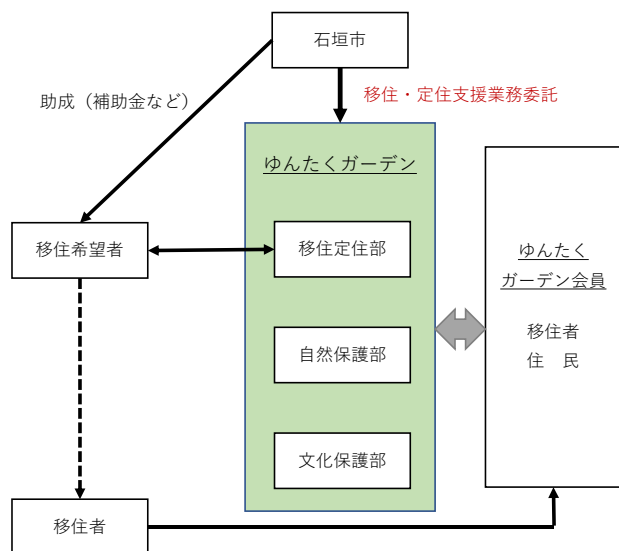 石垣市
助成（補助金など）
移住・定住支援業務委託
ゆんたくガーデン
移住希望者
移住定住部
自然保護部
文化保護部
ゆんたく
ガーデン会員
移住者
住　民
移住者